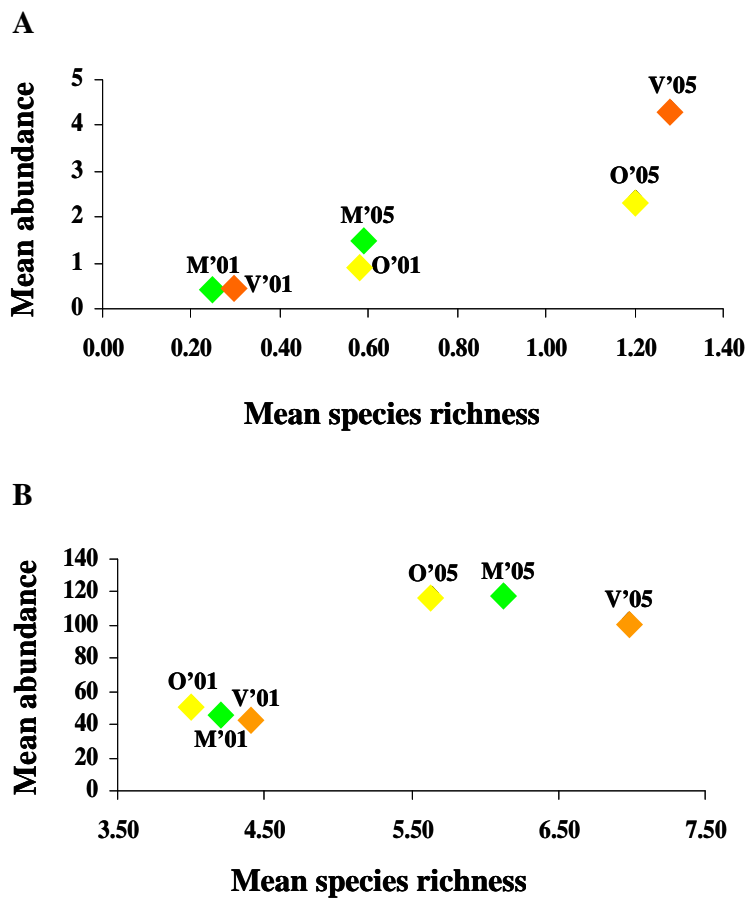 A
Mean abundance
5
4
3
2
1
0
V’05
O’05
M’05
O’01
M’01
V’01
0.00 0.20 0.40 0.60 0.80 1.00 1.20 1.40
Mean species richness
B
Mean abundance
140
120
100
80
60
40
20
0
O’05
M’05
V’05
O’01
V’01
M’01
3.50 4.50 5.50 6.50 7.50
Mean species richness